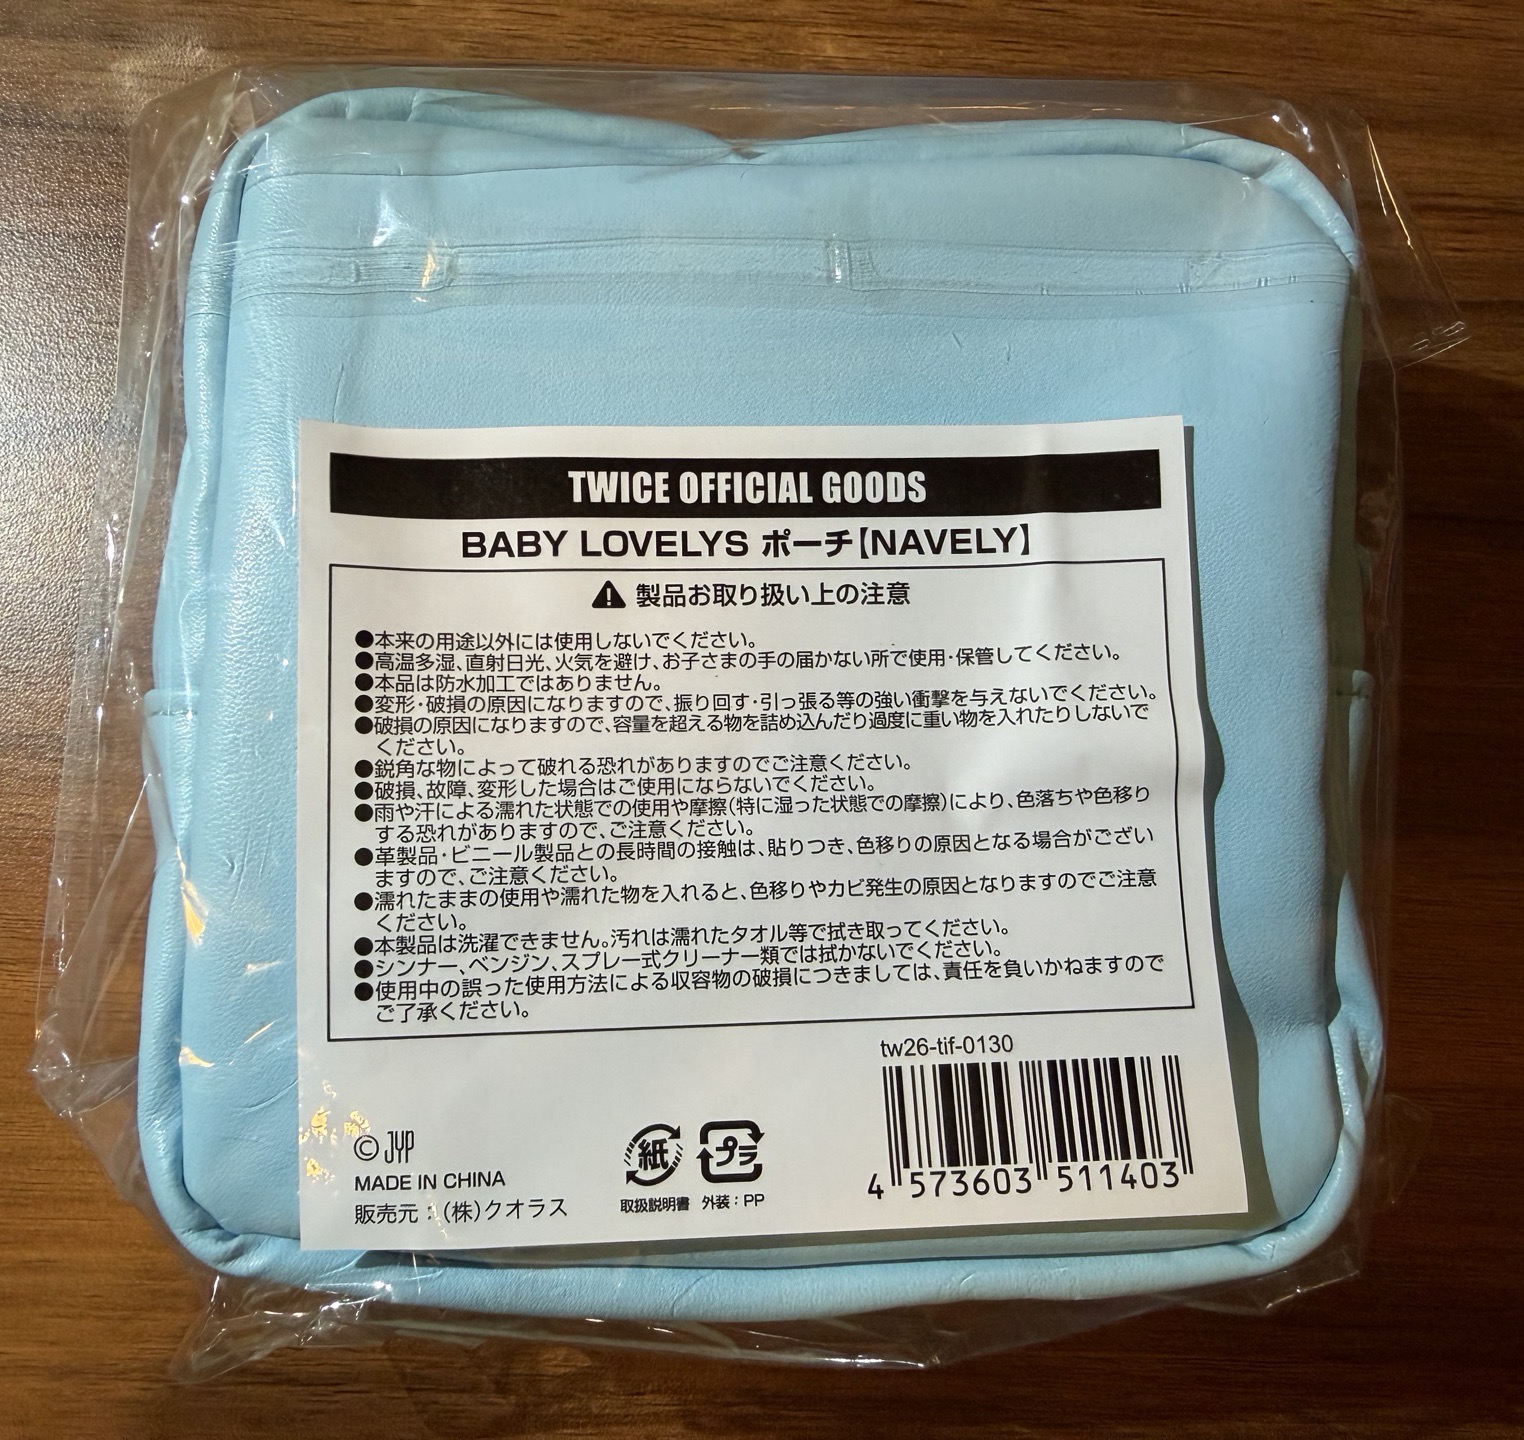 TWICE OFFICIAL GOODS
BABY LOVELYS ポーチ【NAVELY】
製品お取り扱い上の注意
●本来の用途以外には使用しないでください。
●高温多湿、直射日光、火気を避け、お子さまの手の届かない所で使用・保管してください。
●本品は防水加工ではありません。
●変形・破損の原因になりますので、振り回す・引っ張る等の強い衝撃を与えないでください。
●破損の原因になりますので、容量を超える物を詰め込んだり過度に重い物を入れたりしないで
ください。
●鋭角な物によって破れる恐れがありますのでご注意ください。
●破損、故障、変形した場合はご使用にならないでください。
●雨や汗による濡れた状態での使用や摩擦(特に湿った状態での摩擦)により、色落ちや色移り
する恐れがありますので、ご注意ください。
●革製品・ビニール製品との長時間の接触は、貼りつき、色移りの原因となる場合がござい
ますので、ご注意ください。
●濡れたままの使用や濡れた物を入れると、色移りやカビ発生の原因となりますのでご注意
ください。
●本製品は洗濯できません。汚れは濡れたタオル等で拭き取ってください。
●シンナー、ベンジン、スプレー式クリーナー類では拭かないでください。
●使用中の誤った使用方法による収容物の破損につきましては、責任を負いかねますので
ご了承ください。
tw26-tif-0130
4 573603 511403
© JYP
MADE IN CHINA
販売元:(株)クオラス
紙
取扱説明書
プラ
外装:PP